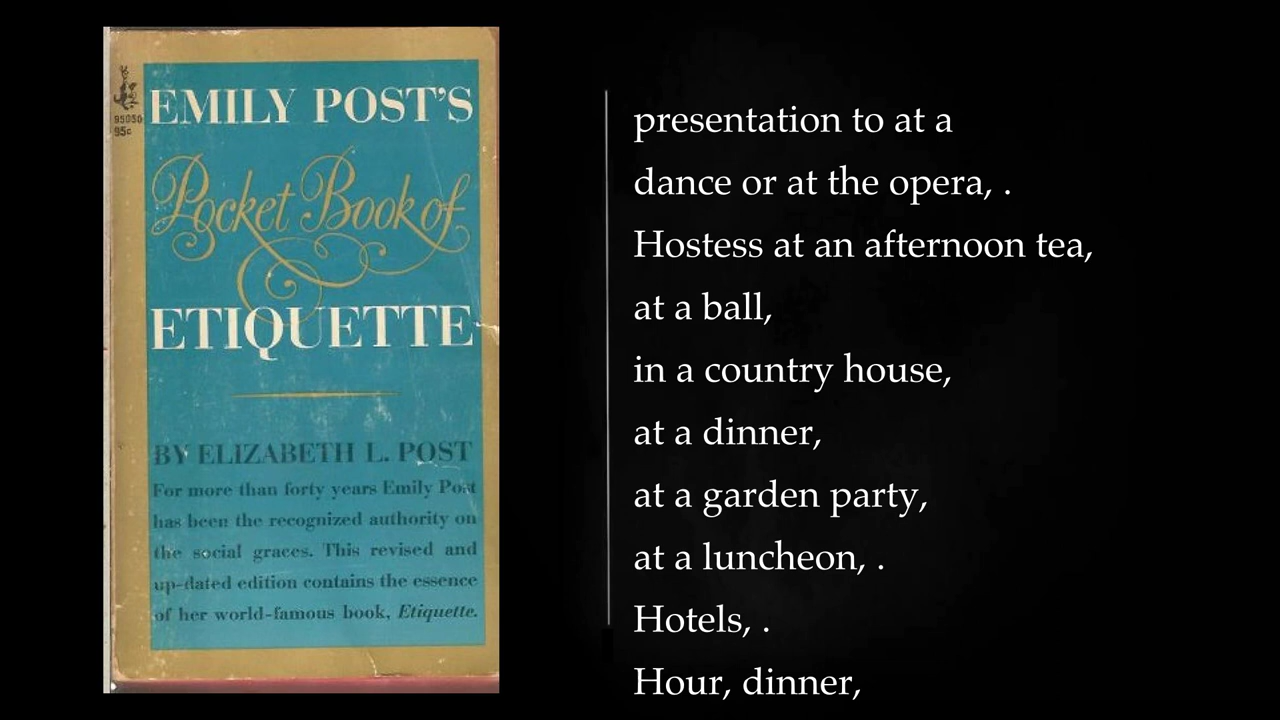 95050
95c
EMILY POST'S
Pocket Book of
ETIQUETTE
BY ELIZABETH L. POST
For more than forty years Emily Post
has been the recognized authority on
the social graces. This revised and
up-dated edition contains the essence
of her world-famous book, Etiquette.
presentation to at a
dance or at the opera, .
Hostess at an afternoon tea,
at a ball,
in a country house,
at a dinner,
at a garden party,
at a luncheon, .
Hotels, .
Hour, dinner,